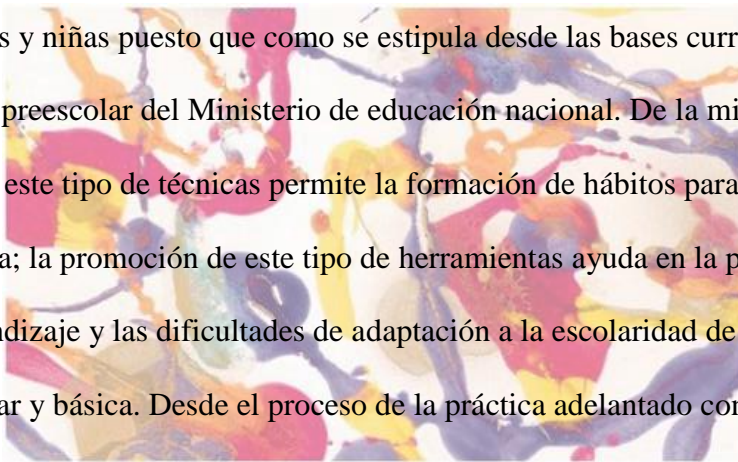 s y niñas puesto que como se estipula desde las bases curr
preescolar del Ministerio de educación nacional. De la mi
este tipo de técnicas permite la formación de hábitos para
a; la promoción de este tipo de herramientas ayuda en la p
ndizaje y las dificultades de adaptación a la escolaridad de
ar y básica. Desde el proceso de la práctica adelantado con